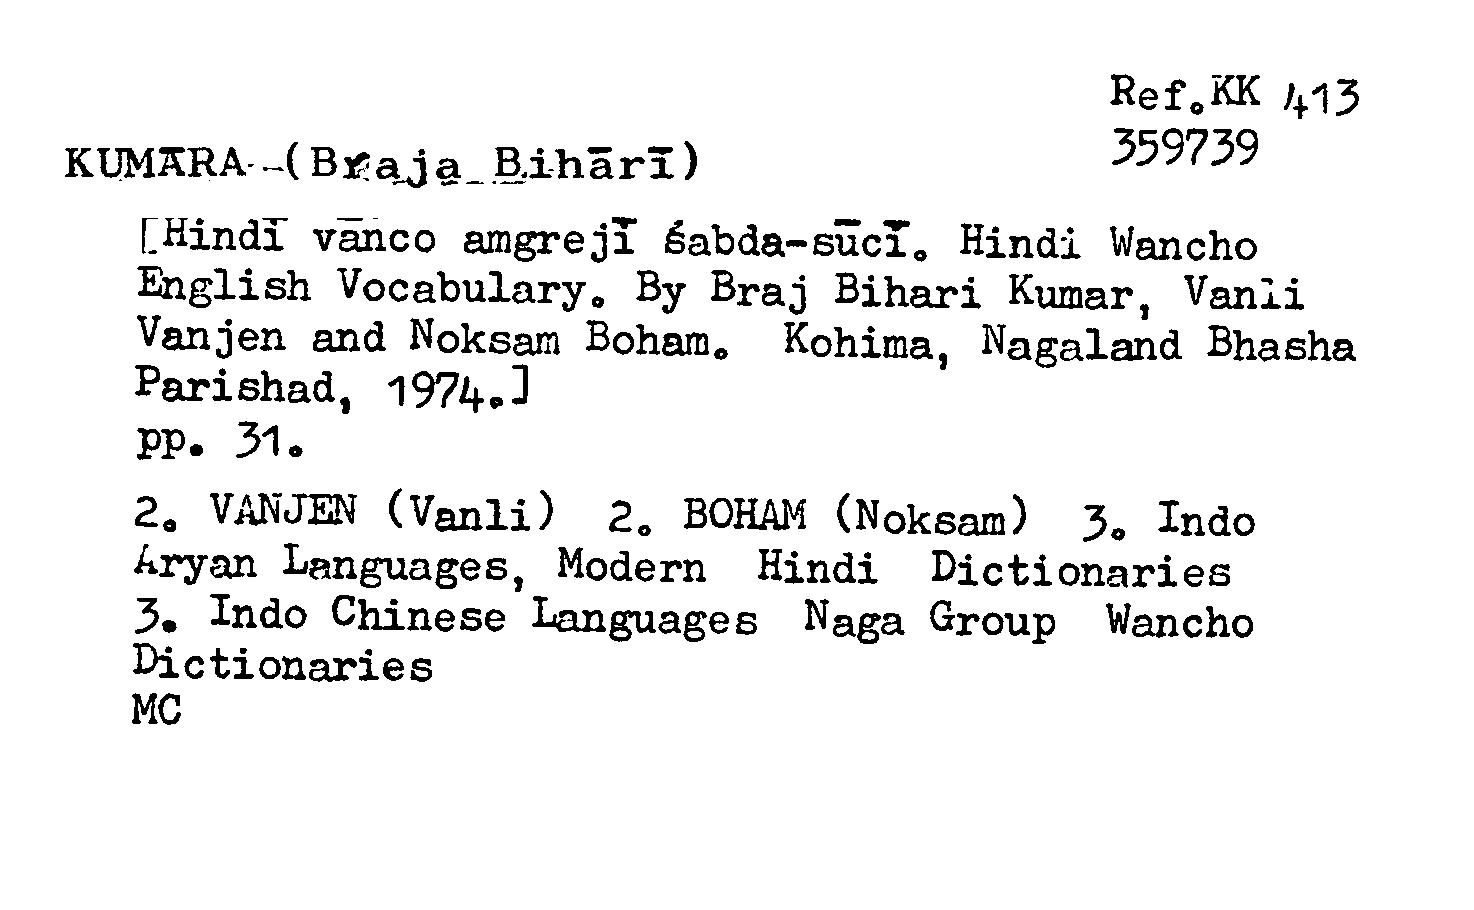 Ref.KK 413
359739
KUMĀRA (Braja Bihārī)
[Hindī vānco amgrejī śabda-sūcī. Hindi Wancho
English Vocabulary. By Braj Bihari Kumar, Vanli
Vanjen and Noksam Boham. Kohima, Nagaland Bhasha
Parishad, 1974.]
pp. 31.
2. VANJEN (Vanli) 2. BOHAM (Noksam) 3. Indo
Aryan Languages, Modern Hindi Dictionaries
3. Indo Chinese Languages Naga Group Wancho
Dictionaries
MC